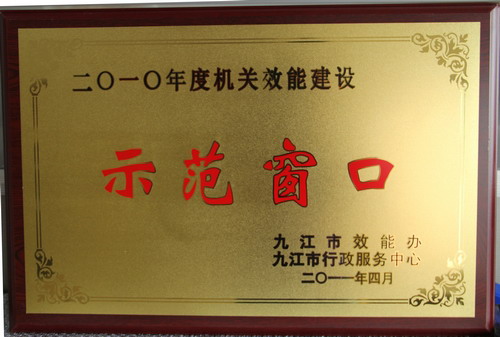 二〇一〇年度机关效能建设
示范窗口
九江市效能办
九江市行政服务中心
二〇一一年四月